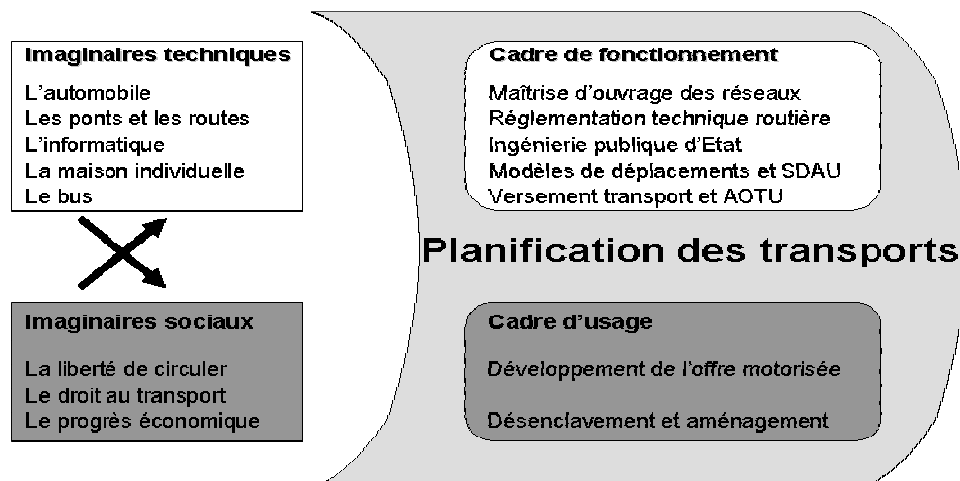 Imaginaires techniques
L'automobile
Les ponts et les routes
L'informatique
La maison individuelle
Le bus
Imaginaires sociaux
La liberté de circuler
Le droit au transport
Le progrès économique
Cadre de fonctionnement
Maîtrise d'ouvrage des réseaux
Réglementation technique routière
Ingénierie publique d'Etat
Modèles de déplacements et SDAU
Versement transport et AOTU
Planification des transports
Cadre d'usage
Développement de l'offre motorisée
Désenclavement et aménagement